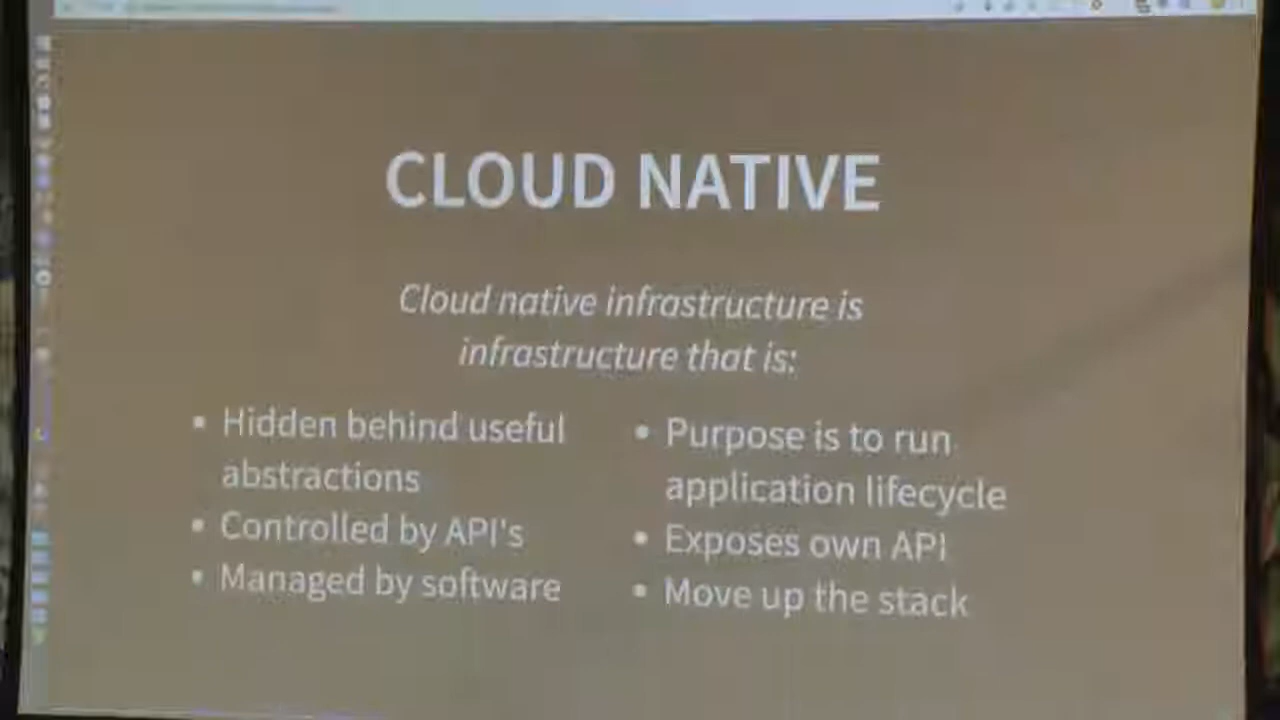 CLOUD NATIVE
Cloud native infrastructure is
infrastructure that is:
▪ Hidden behind useful
abstractions
▪ Controlled by API's
▪ Managed by software
• Purpose is to run
application lifecycle
• Exposes own API
• Move up the stack